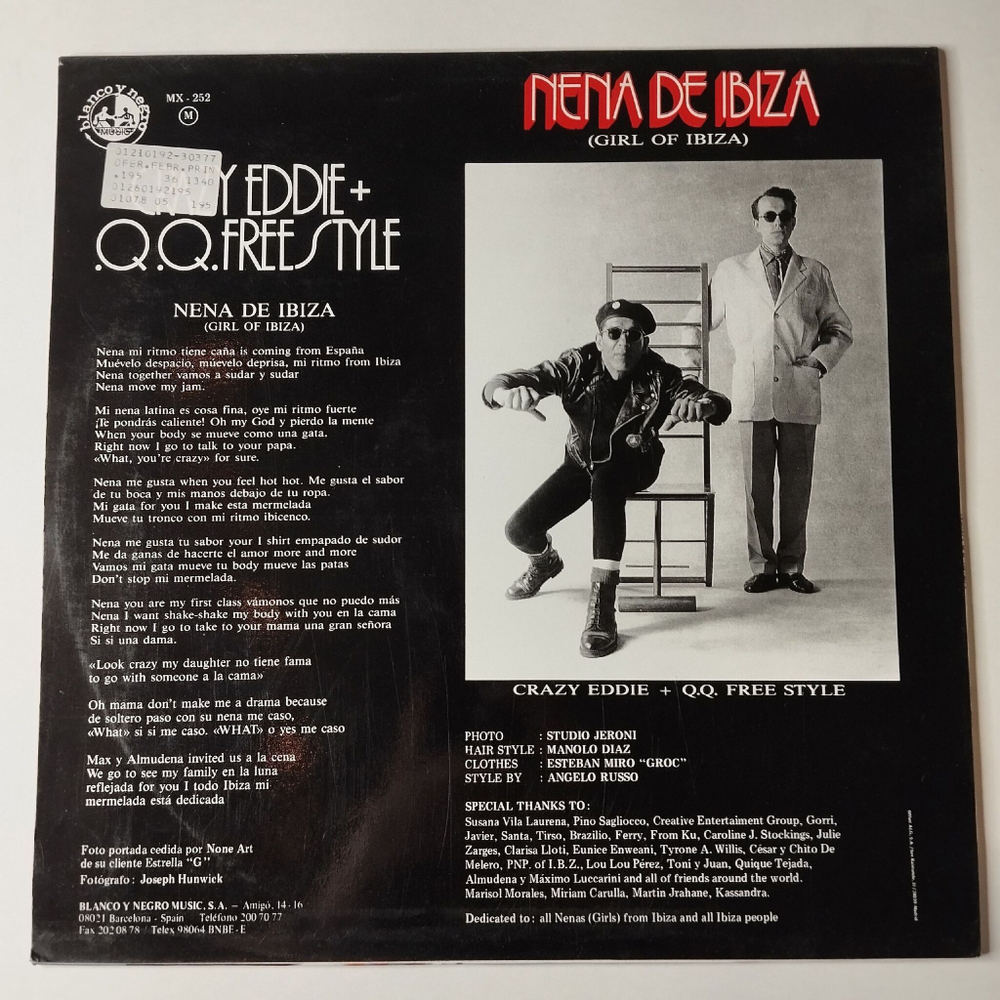 blanco y negro
MUSIC
MX - 252
M
01210192-30377
OFER.FEBR.PRIN
.195 36 1340
01260192195
01078 05 195
Y EDDIE +
.Q.Q. FREE STYLE
NENA DE IBIZA
(GIRL OF IBIZA)
Nena mi ritmo tiene caña is coming from España
Muévelo despacio, múevelo deprisa, mi ritmo from Ibiza
Nena together vamos a sudar y sudar
Nena move my jam.
Mi nena latina es cosa fina, oye mi ritmo fuerte
¡Te pondrás caliente! Oh my God y pierdo la mente
When your body se mueve como una gata.
Right now I go to talk to your papa.
«What, you're crazy» for sure.
Nena me gusta when you feel hot hot. Me gusta el sabor
de tu boca y mis manos debajo de tu ropa.
Mi gata for you I make esta mermelada
Mueve tu tronco con mi ritmo ibicenco.
Nena me gusta tu sabor your I shirt empapado de sudor
Me da ganas de hacerte el amor more and more
Vamos mi gata mueve tu body mueve las patas
Don't stop mi mermelada.
Nena you are my first class vámonos que no puedo más
Nena I want shake-shake my body with you en la cama
Right now I go to take to your mama una gran señora
Si si una dama.
«Look crazy my daughter no tiene fama
to go with someone a la cama»
Oh mama don't make me a drama because
de soltero paso con su nena me caso,
«What» si si me caso. «WHAT» o yes me caso
Max y Almudena invited us a la cena
We go to see my family en la luna
reflejada for you I todo Ibiza mi
mermelada está dedicada
Foto portada cedida por None Art
de su cliente Estrella "G"
Fotógrafo : Joseph Hunwick
BLANCO Y NEGRO MUSIC, S.A. – Amigó, 14 - 16
08021 Barcelona - Spain Teléfono 200 70 77
Fax 202 08 78 / Telex 98064 BNBE - E
NENA DE IBIZA
(GIRL OF IBIZA)
CRAZY EDDIE + Q.Q. FREE STYLE
PHOTO : STUDIO JERONI
HAIR STYLE : MANOLO DIAZ
CLOTHES : ESTEBAN MIRO "GROC"
STYLE BY : ANGELO RUSSO
SPECIAL THANKS TO :
Susana Vila Laurena, Pino Sagliocco, Creative Entertaiment Group, Gorri,
Javier, Santa, Tirso, Brazilio, Ferry, From Ku, Caroline J. Stockings, Julie
Zarges, Clarisa Lloti, Eunice Enweani, Tyrone A. Willis, César y Chito De
Melero, PNP. of I.B.Z., Lou Lou Pérez, Toni y Juan, Quique Tejada,
Almudena y Máximo Luccarini and all of friends around the world.
Marisol Morales, Miriam Carulla, Martin Jrahane, Kassandra.
Dedicated to : all Nenas (Girls) from Ibiza and all Ibiza people